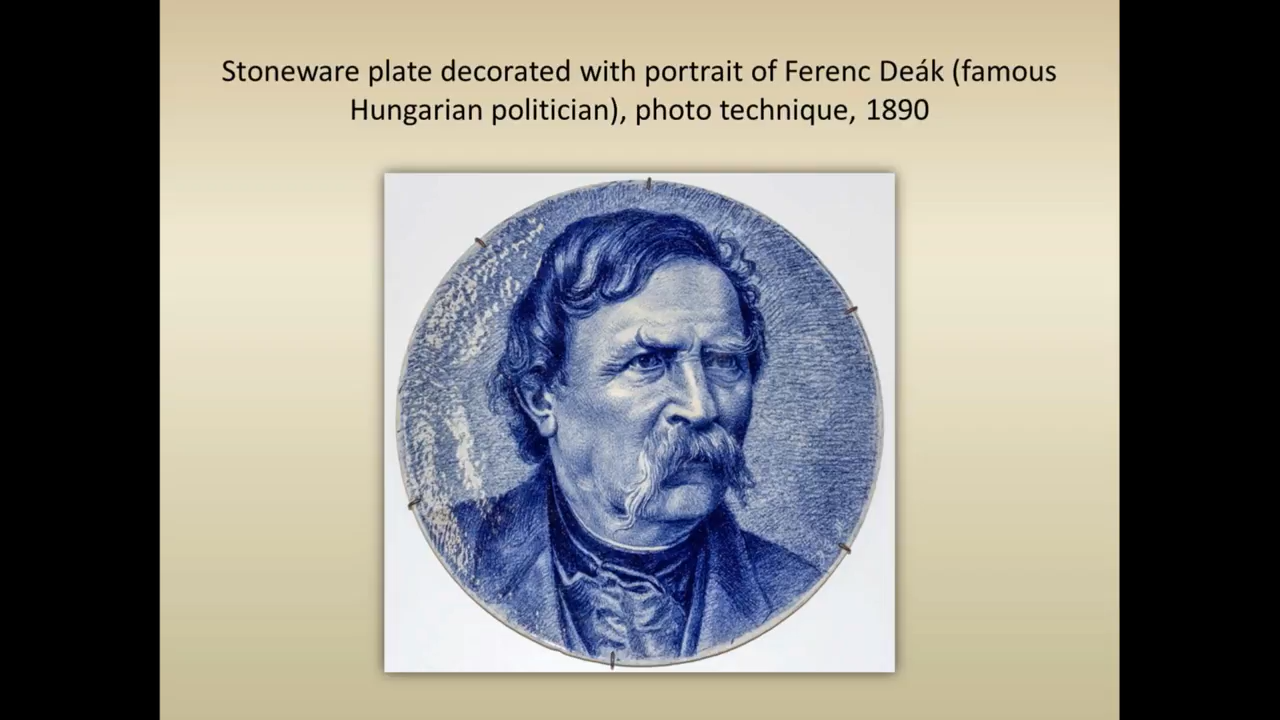 Stoneware plate decorated with portrait of Ferenc Deák (famous
Hungarian politician), photo technique, 1890